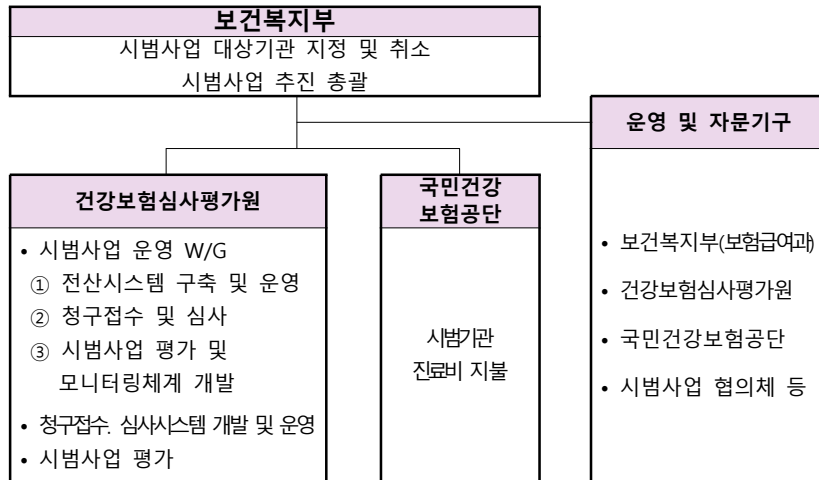 보건복지부
시범사업 대상기관 지정 및 취소
시범사업 추진 총괄
운영 및 자문기구
• 보건복지부(보험급여과)
• 건강보험심사평가원
• 국민건강보험공단
• 시범사업 협의체 등
건강보험심사평가원
• 시범사업 운영 W/G
① 전산시스템 구축 및 운영
② 청구접수 및 심사
③ 시범사업 평가 및
모니터링체계 개발
• 청구접수. 심사시스템 개발 및 운영
• 시범사업 평가
국민건강
보험공단
시범기관
진료비 지불